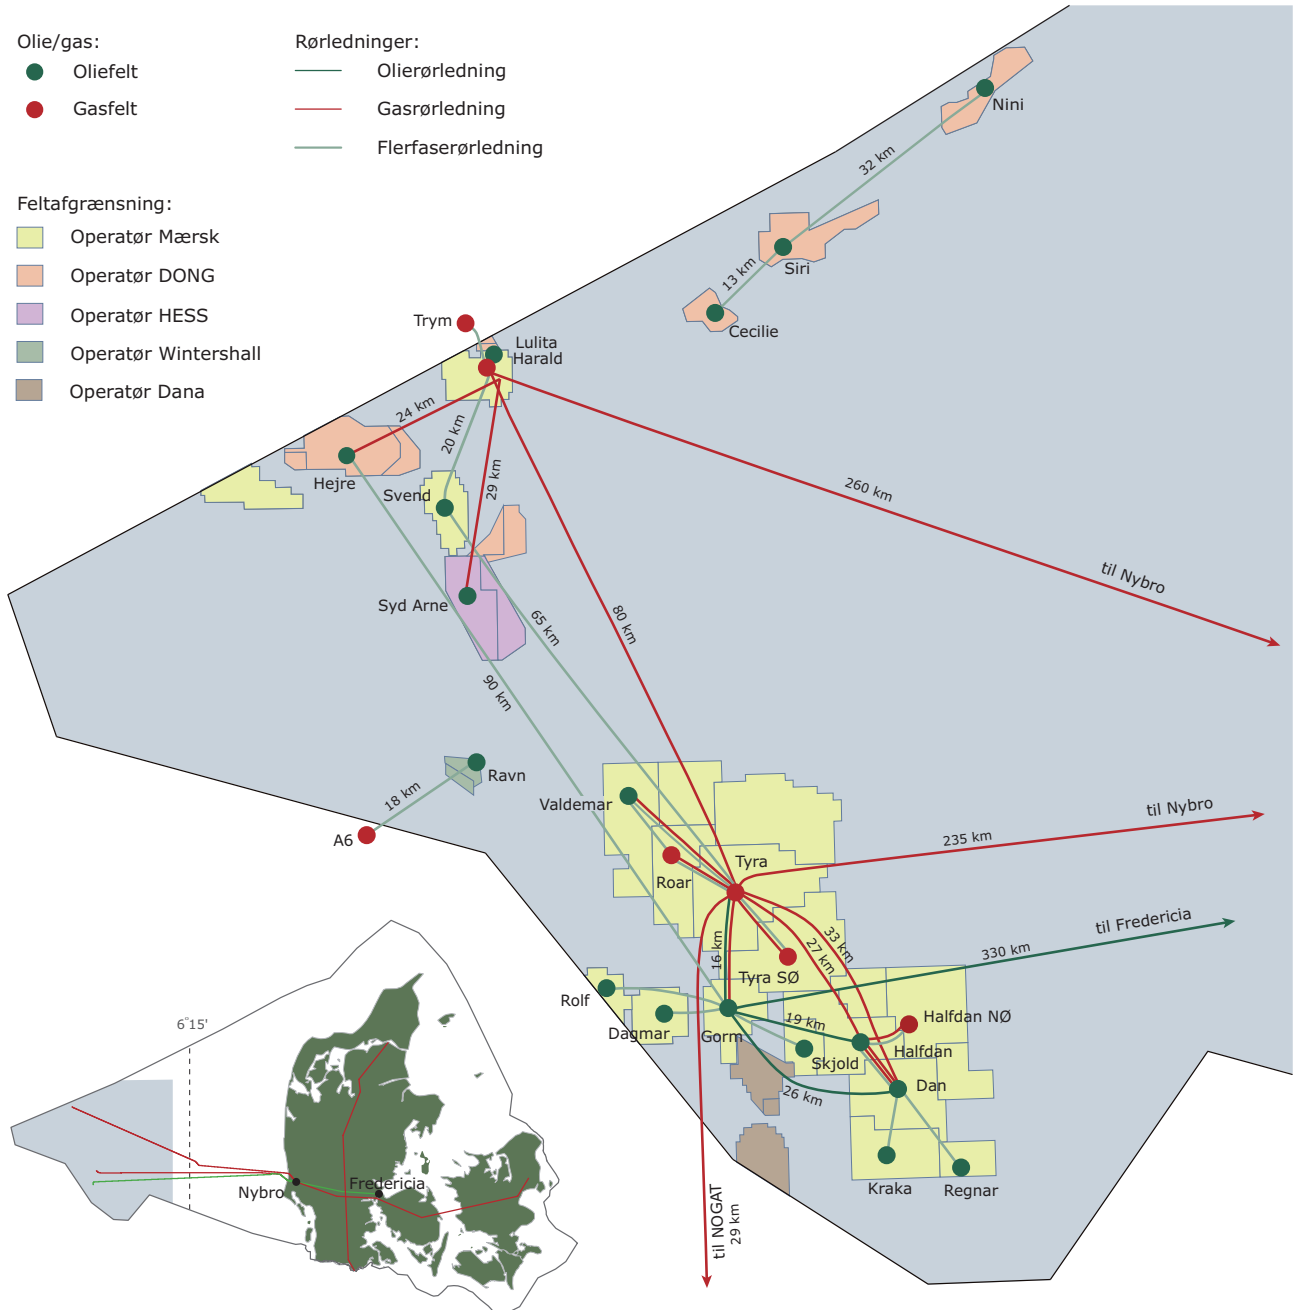 Olie/gas:
Oliefelt
Gasfelt
Rørledninger:
Olierørledning
Gasrørledning
Flerfaserørledning
Feltafgrænsning:
Operatør Mærsk
Operatør DONG
Operatør HESS
Operatør Wintershall
Operatør Dana
Nini
32 km
Siri
13 km
Cecilie
Trym
Lulita
Harald
24 km
20 km
29 km
Hejre
Svend
260 km
til Nybro
Syd Arne
65 km
80 km
90 km
Ravn
18 km
A6
Valdemar
Roar
Tyra
235 km
til Nybro
16 km
27 km
33 km
Tyra SØ
330 km
til Fredericia
Rolf
Dagmar
Gorm
19 km
Skjold
Halfdan NØ
Halfdan
Dan
26 km
Kraka
Regnar
til NOGAT
29 km
6°15'
Nybro
Fredericia